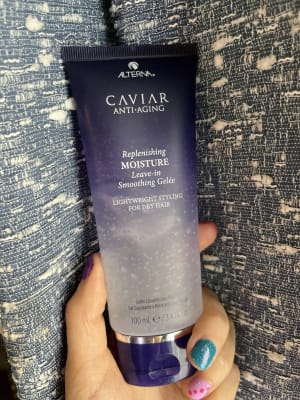 ALTERNA
CAVIAR
ANTI·AGING
Replenishing
MOISTURE
Leave-in
Smoothing Gelée
LIGHTWEIGHT STYLING
FOR DRY HAIR
100 mL ℮